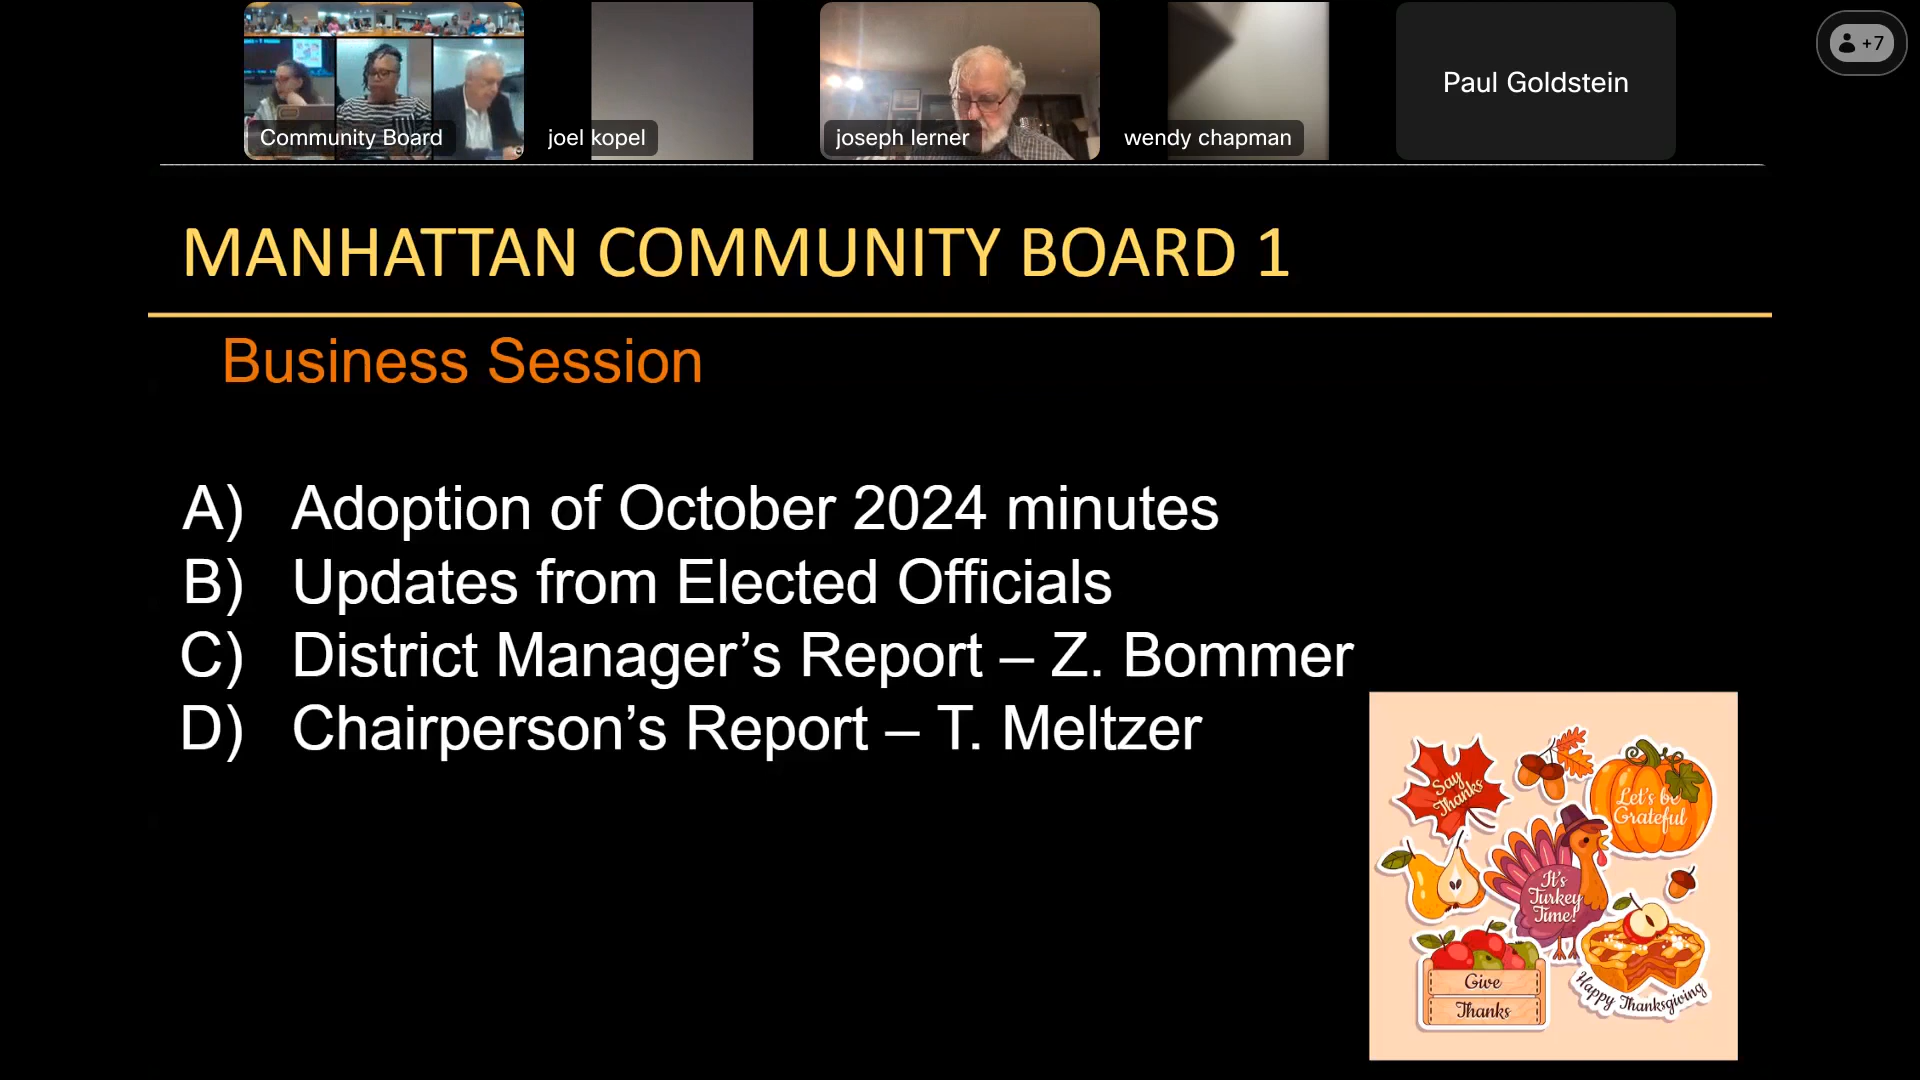 Community Board
joel kopel
joseph lerner
wendy chapman
Paul Goldstein
+7
MANHATTAN COMMUNITY BOARD 1
Business Session
A) Adoption of October 2024 minutes
B) Updates from Elected Officials
C) District Manager’s Report – Z. Bommer
D) Chairperson’s Report – T. Meltzer
Say
Thanks
Let's be
Grateful
It's
Turkey
Time!
Give
Thanks
Happy Thanksgiving